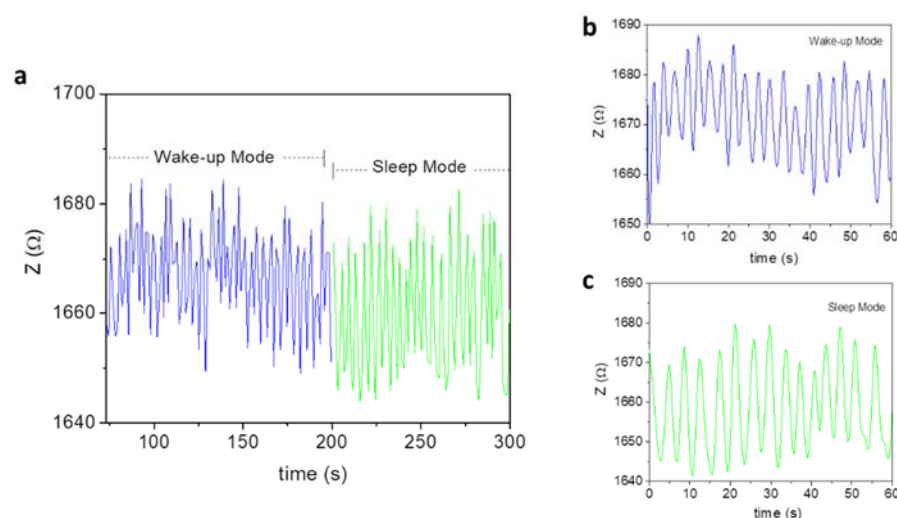 a
1700
1680
1660
1640
Z (Ω)
Wake-up Mode
Sleep Mode
100 150 200 250 300
time (s)
b
1690
1680
1670
1660
1650
Z (Ω)
Wake-up Mode
0 10 20 30 40 50 60
time (s)
c
1690
1680
1670
1660
1650
1640
Z (Ω)
Sleep Mode
0 10 20 30 40 50 60
time (s)